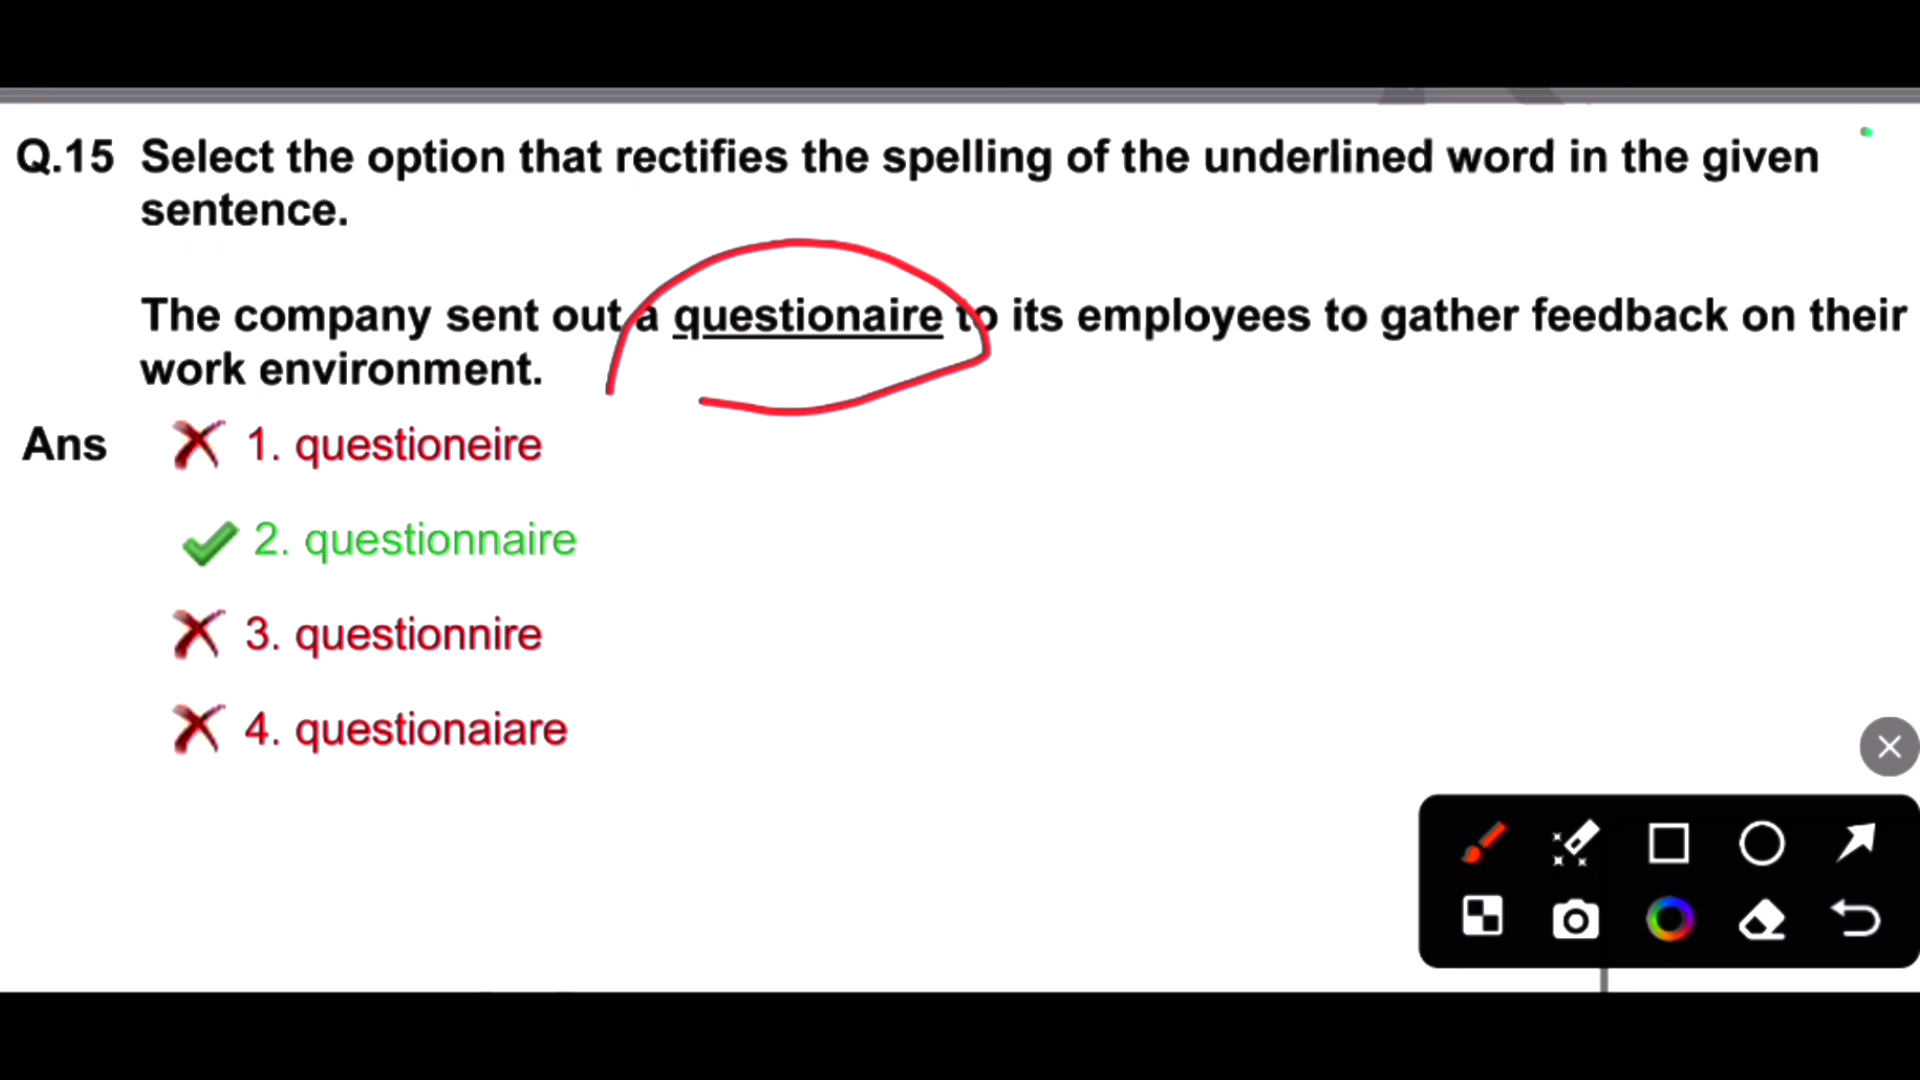 Q.15 Select the option that rectifies the spelling of the underlined word in the given
sentence.
The company sent out a questionaire to its employees to gather feedback on their
work environment.
Ans 1. questioneire
2. questionnaire
3. questionnire
4. questionaiare